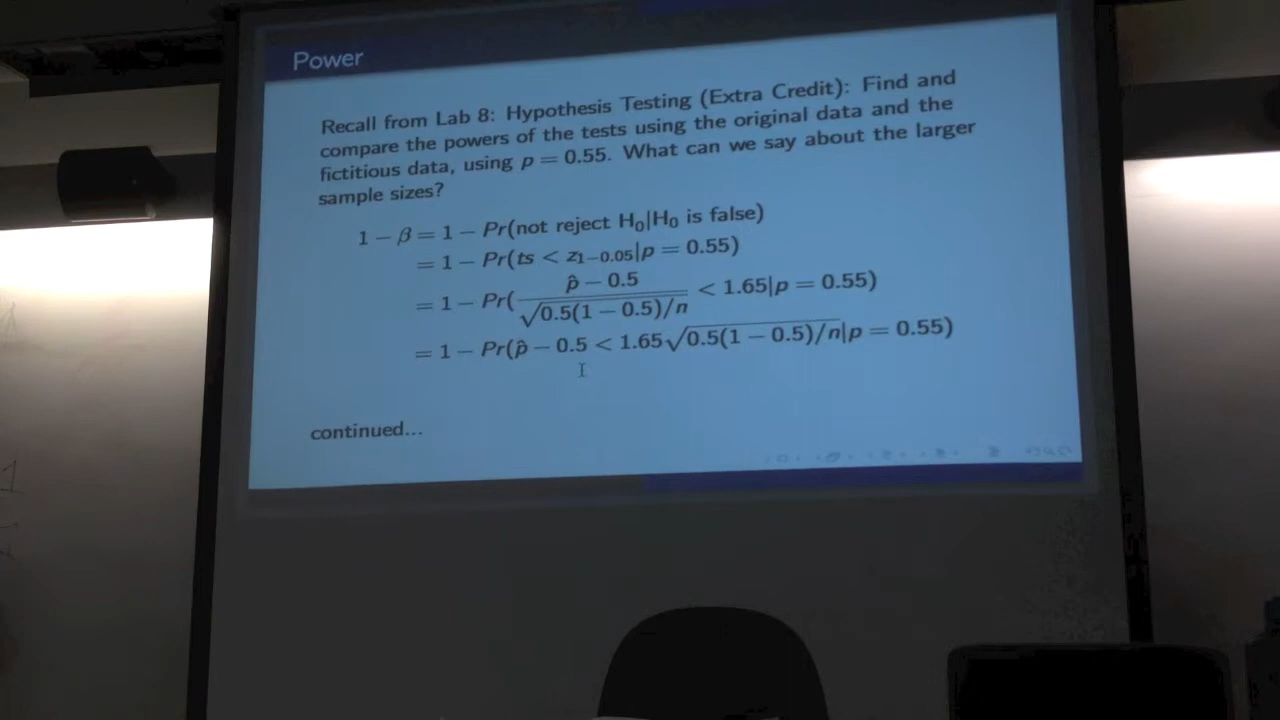 Power
Recall from Lab 8: Hypothesis Testing (Extra Credit): Find and
compare the powers of the tests using the original data and the
fictitious data, using p = 0.55. What can we say about the larger
sample sizes?
1 − β = 1 − Pr(not reject H₀|H₀ is false)
= 1 − Pr(ts < z₁₋₀.₀₅|p = 0.55)
= 1 − Pr( (p̂ − 0.5)/√(0.5(1 − 0.5)/n) < 1.65|p = 0.55)
= 1 − Pr(p̂ − 0.5 < 1.65√(0.5(1 − 0.5)/n)|p = 0.55)
continued...